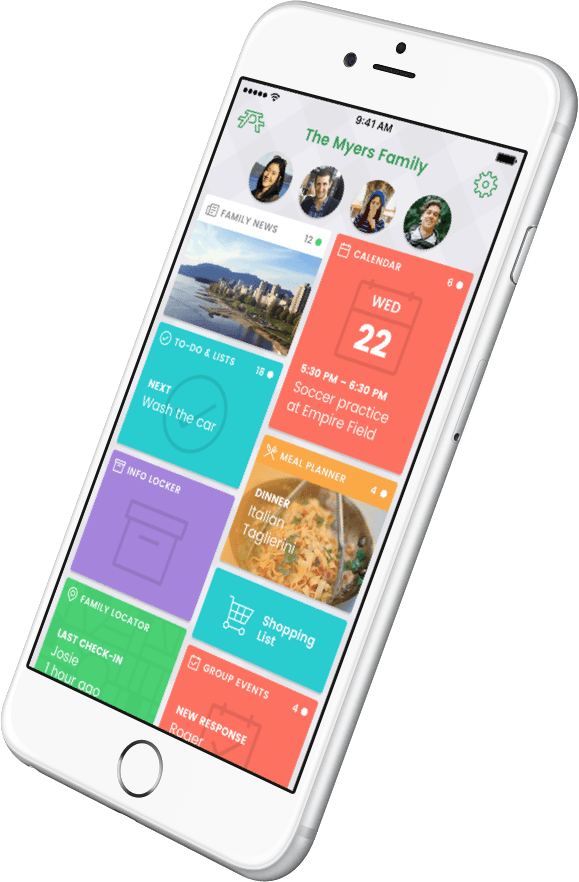 9:41 AM
The Myers Family
FAMILY NEWS
12
CALENDAR
6
WED
22
5:30 PM – 6:30 PM
Soccer practice
at Empire Field
TO-DO & LISTS
18
NEXT
Wash the car
MEAL PLANNER
4
DINNER
Italian
Taglierini
INFO LOCKER
Shopping
List
FAMILY LOCATOR
LAST CHECK-IN
Josie
1 hour ago
GROUP EVENTS
4
NEW RESPONSE
Roger